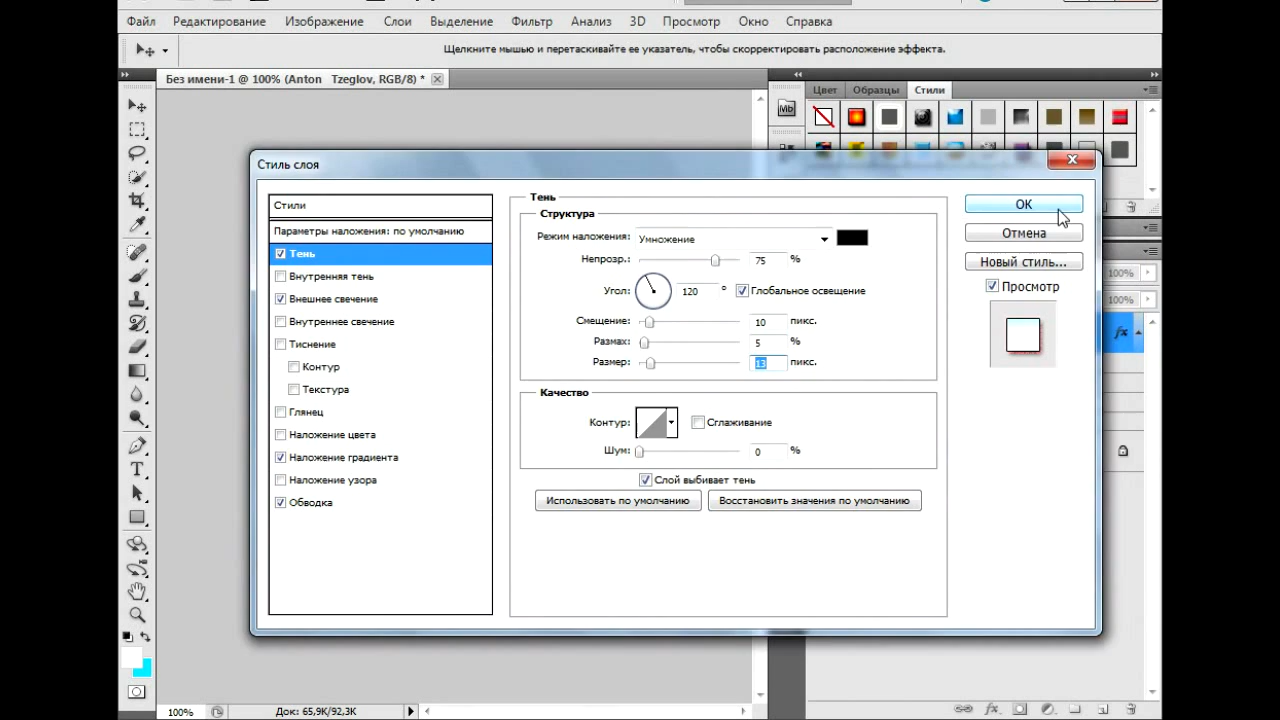 Файл Редактирование Изображение Слои Выделение Фильтр Анализ 3D Просмотр Окно Справка
Щелкните мышью и перетаскивайте ее указатель, чтобы скорректировать расположение эффекта.
Без имени-1 @ 100% (Anton Tzeglov, RGB/8) *
Цвет Образцы Стили
Mb
Стиль слоя
Стили
Параметры наложения: по умолчанию
Тень
Внутренняя тень
Внешнее свечение
Внутреннее свечение
Тиснение
Контур
Текстура
Глянец
Наложение цвета
Наложение градиента
Наложение узора
Обводка
Тень
Структура
Режим наложения: Умножение
Непрозр.: 75 %
Угол: 120 ° Глобальное освещение
Смещение: 10 пикс.
Размах: 5 %
Размер: 13 пикс.
Качество
Контур: Сглаживание
Шум: 0 %
Слой выбивает тень
Использовать по умолчанию Восстановить значения по умолчанию
ОК
Отмена
Новый стиль...
Просмотр
100%
100%
fx
100% Док: 65,9K/92,3K
fx